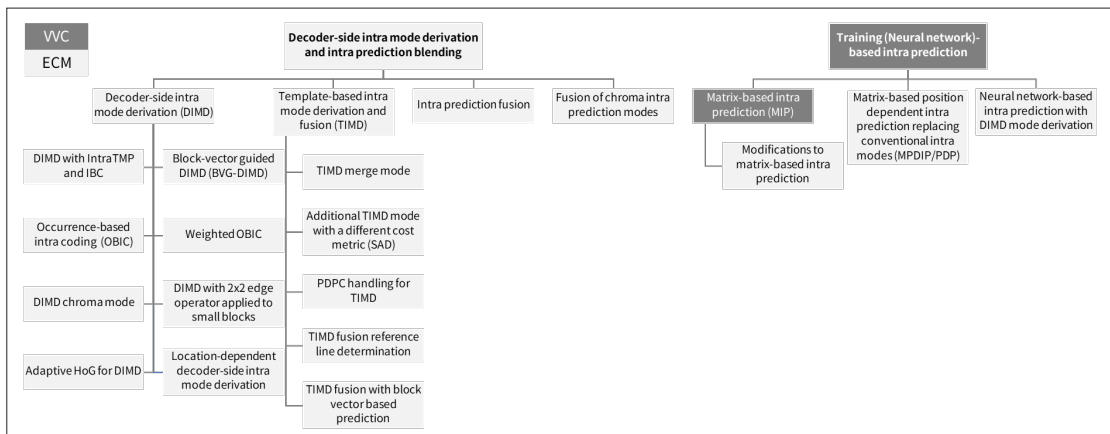 VVC
ECM
Decoder-side intra mode derivation
and intra prediction blending
Training (Neural network)-
based intra prediction
Decoder-side intra
mode derivation (DIMD)
Template-based intra
mode derivation and
fusion (TIMD)
Intra prediction fusion
Fusion of chroma intra
prediction modes
Matrix-based intra
prediction (MIP)
Matrix-based position
dependent intra
prediction replacing
conventional intra
modes (MPDIP/PDP)
Neural network-based
intra prediction with
DIMD mode derivation
Modifications to
matrix-based intra
prediction
DIMD with IntraTMP
and IBC
Block-vector guided
DIMD (BVG-DIMD)
TIMD merge mode
Occurrence-based
intra coding (OBIC)
Weighted OBIC
Additional TIMD mode
with a different cost
metric (SAD)
DIMD chroma mode
DIMD with 2x2 edge
operator applied to
small blocks
PDPC handling for
TIMD
TIMD fusion reference
line determination
Adaptive HoG for DIMD
Location-dependent
decoder-side intra
mode derivation
TIMD fusion with block
vector based
prediction